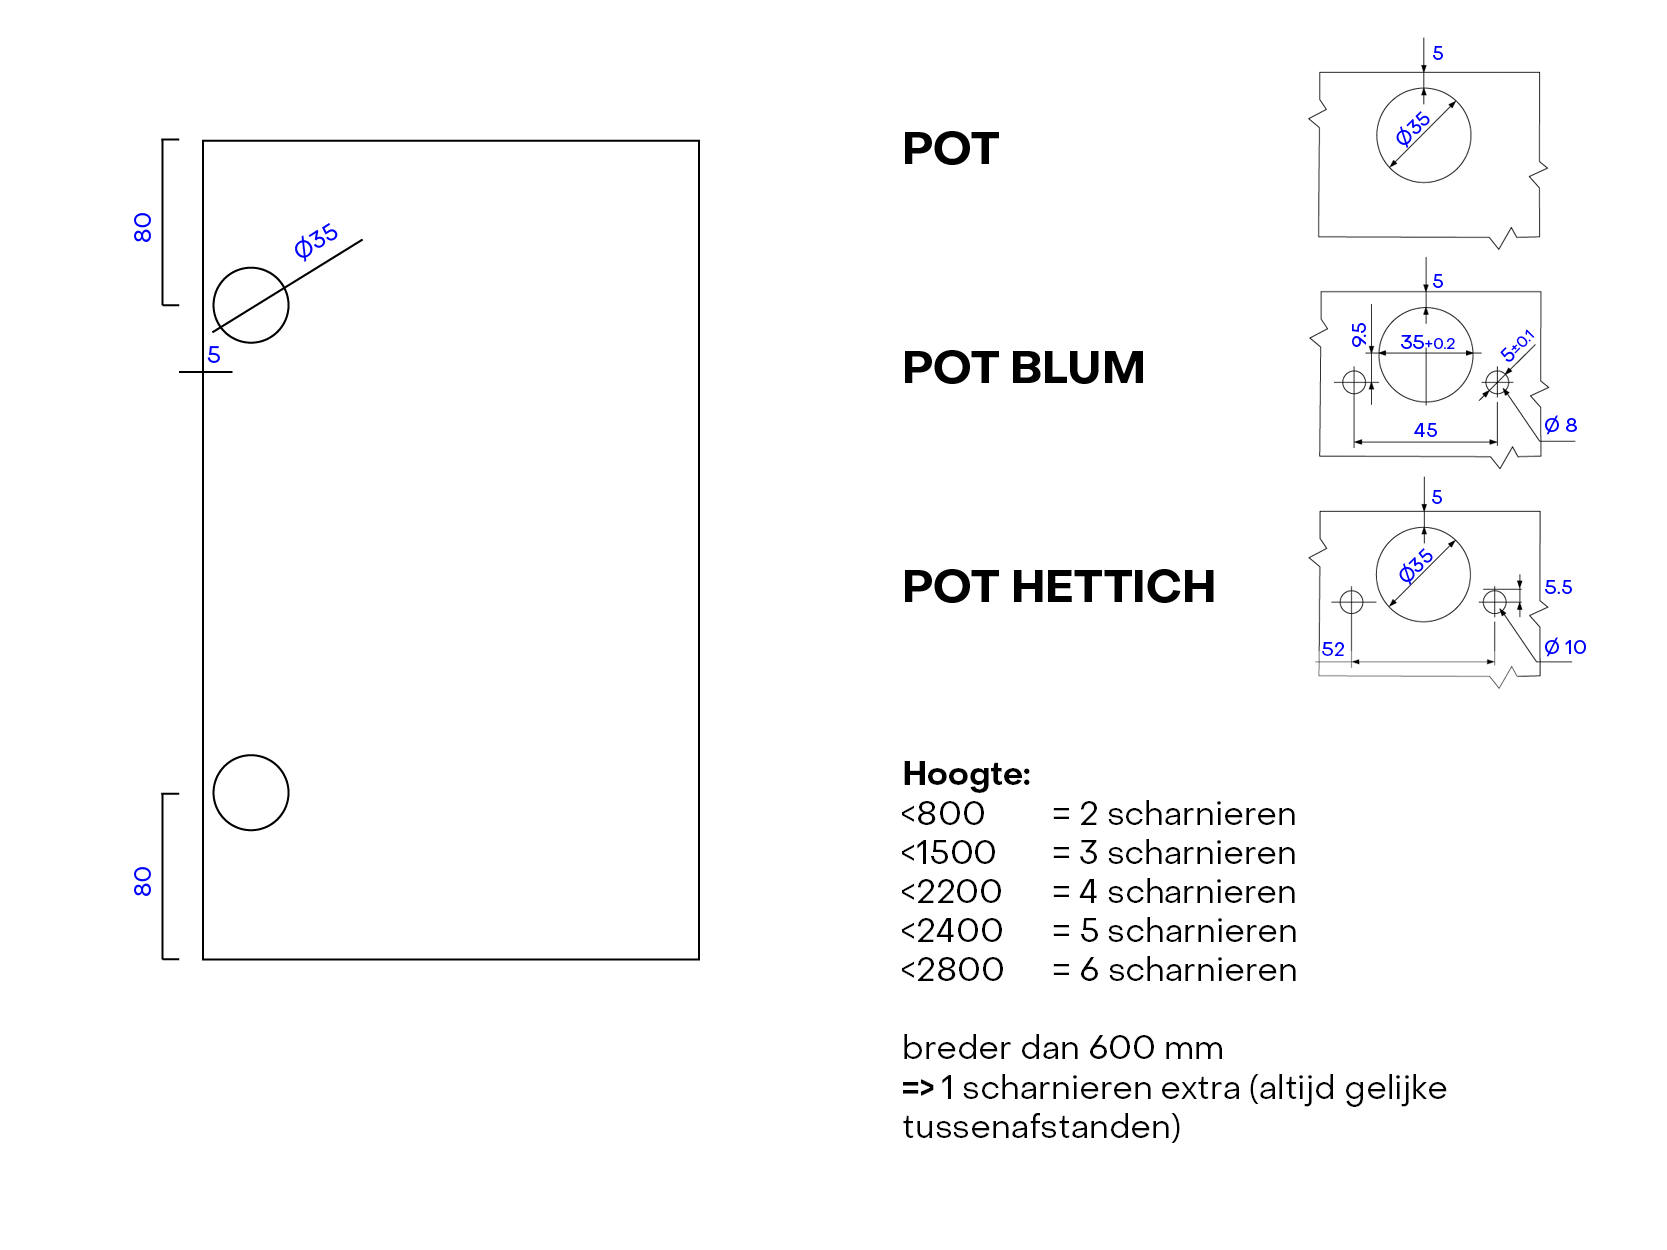 80
Ø35
5
80
POT
5
Ø35
POT BLUM
5
9.5
35+0.2
5±0.1
45
Ø 8
POT HETTICH
5
Ø35
5.5
52
Ø 10
Hoogte:
<800 = 2 scharnieren
<1500 = 3 scharnieren
<2200 = 4 scharnieren
<2400 = 5 scharnieren
<2800 = 6 scharnieren
breder dan 600 mm
=> 1 scharnieren extra (altijd gelijke
tussenafstanden)